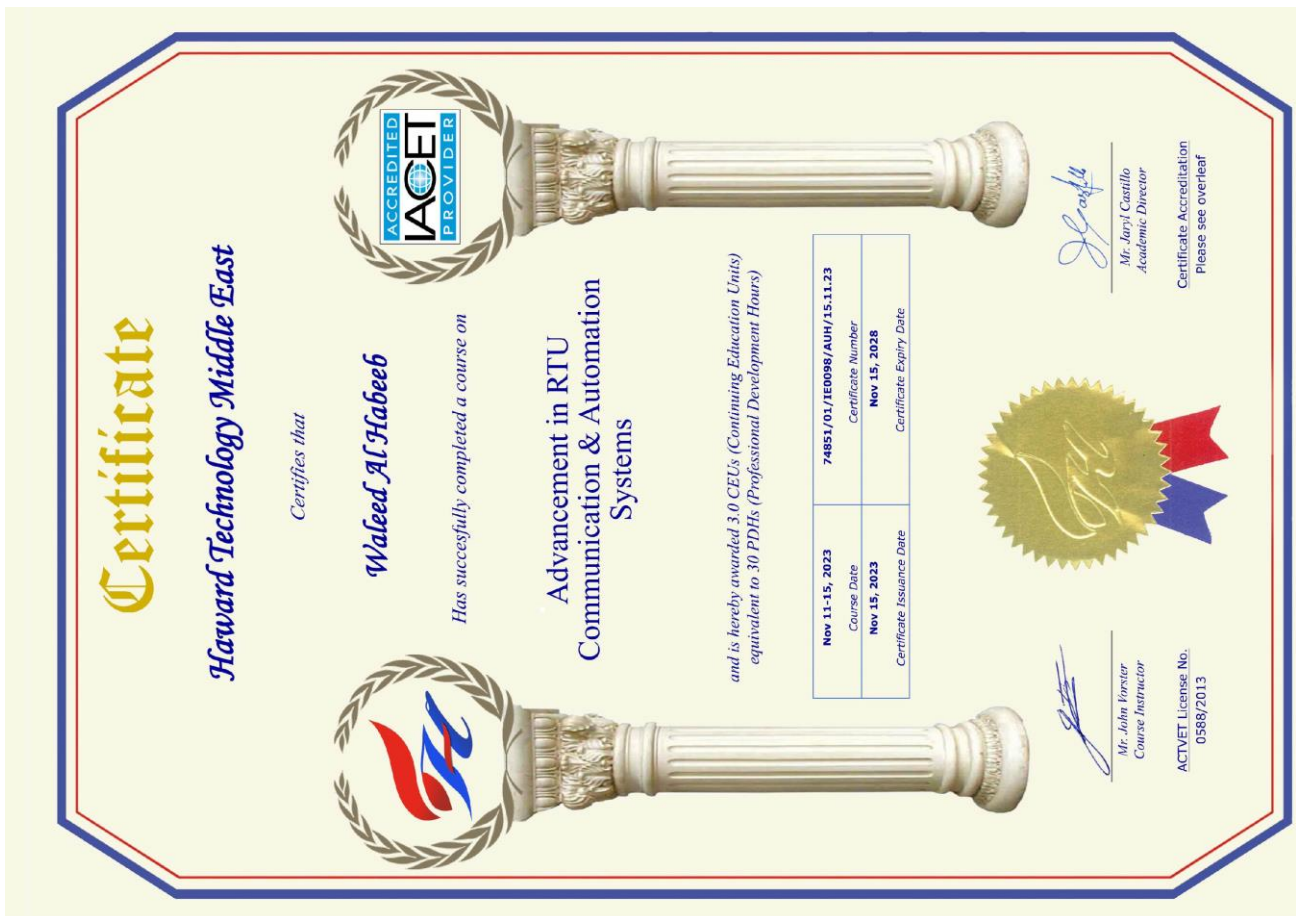 Certificate
Haward Technology Middle East
Certifies that
ACCREDITED
IACET
PROVIDER
Waleed Al Habeeb
Has succesfully completed a course on
Advancement in RTU
Communication & Automation
Systems
and is hereby awarded 3.0 CEUs (Continuing Education Units)
equivalent to 30 PDHs (Professional Development Hours)
Nov 11-15, 2023
Course Date
74851/01/IE0098/AUH/15.11.23
Certificate Number
Nov 15, 2023
Certificate Issuance Date
Nov 15, 2028
Certificate Expiry Date
Mr. John Vorster
Course Instructor
ACTVET License No.
0588/2013
Mr. Jaryl Castillo
Academic Director
Certificate Accreditation
Please see overleaf